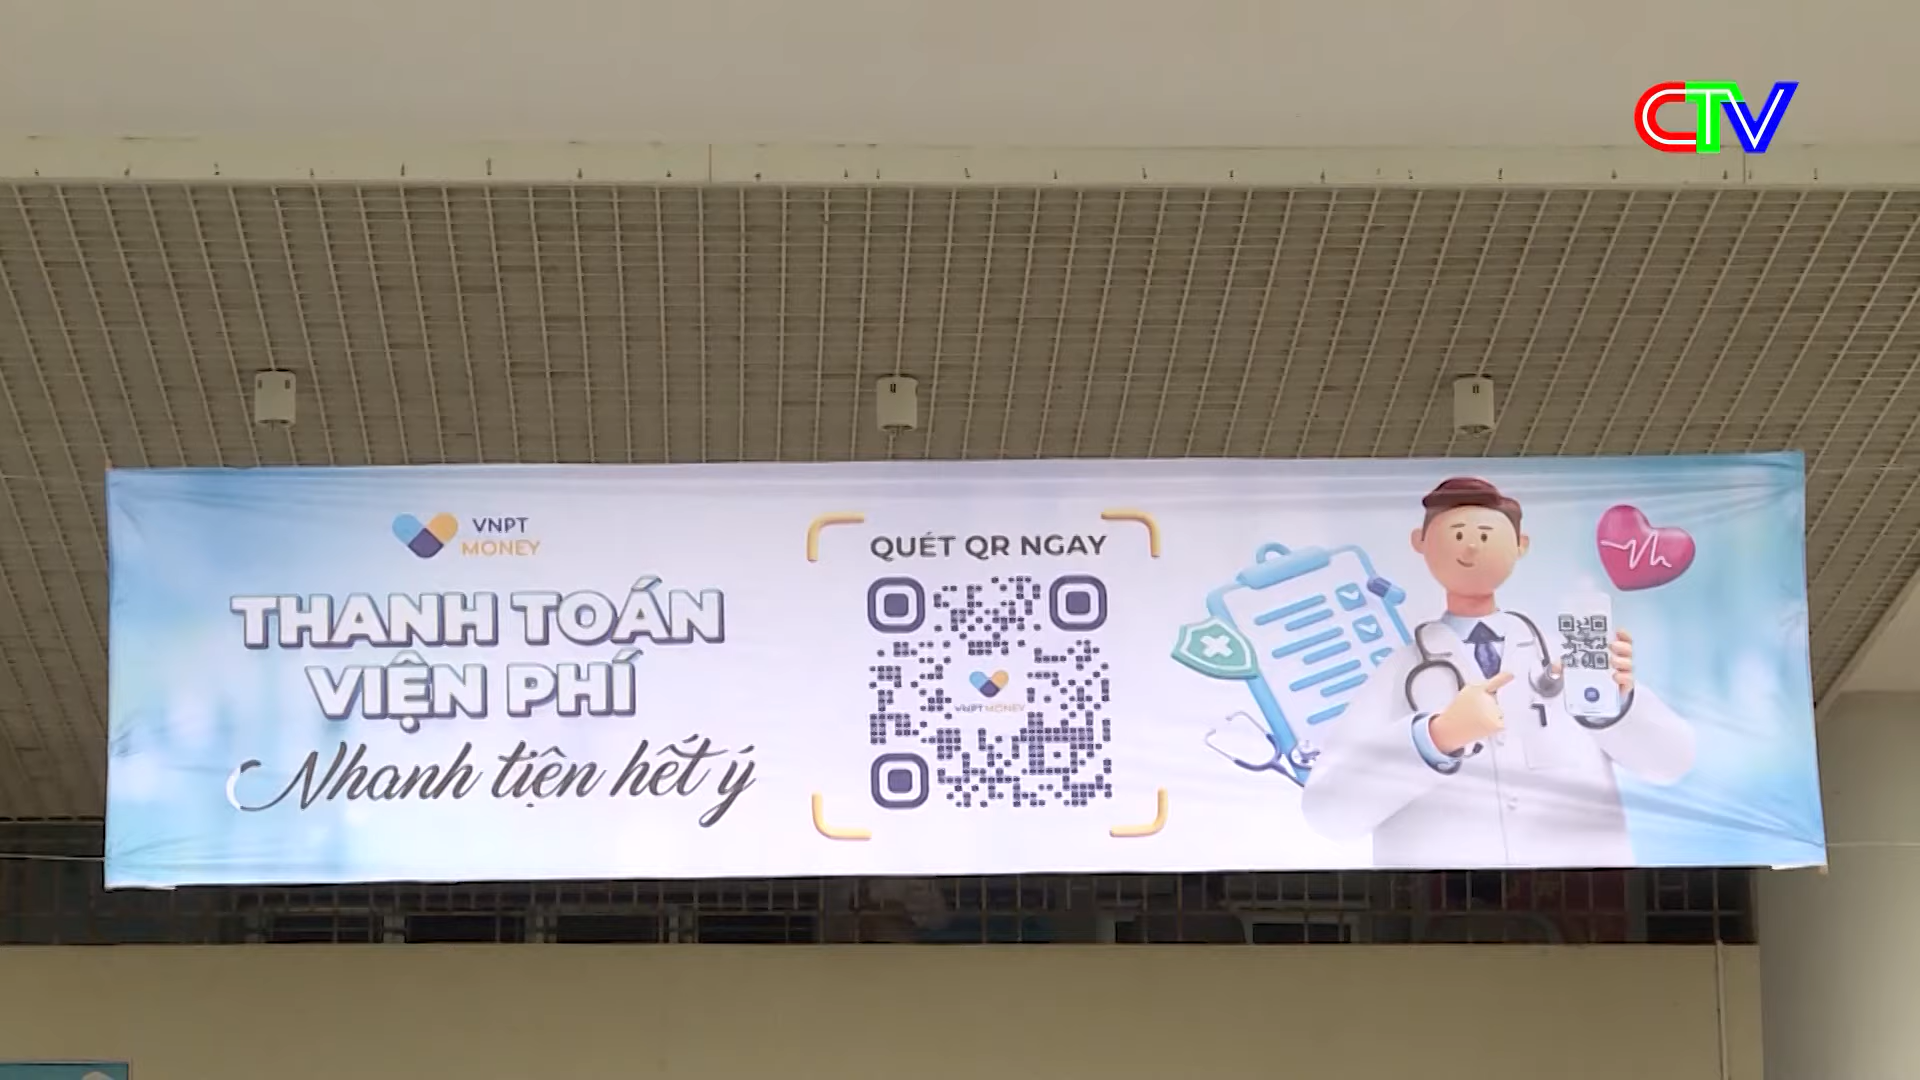 CTV
VNPT
MONEY
THANH TOÁN
VIỆN PHÍ
Nhanh tiện hết ý
QUÉT QR NGAY
VNPT MONEY